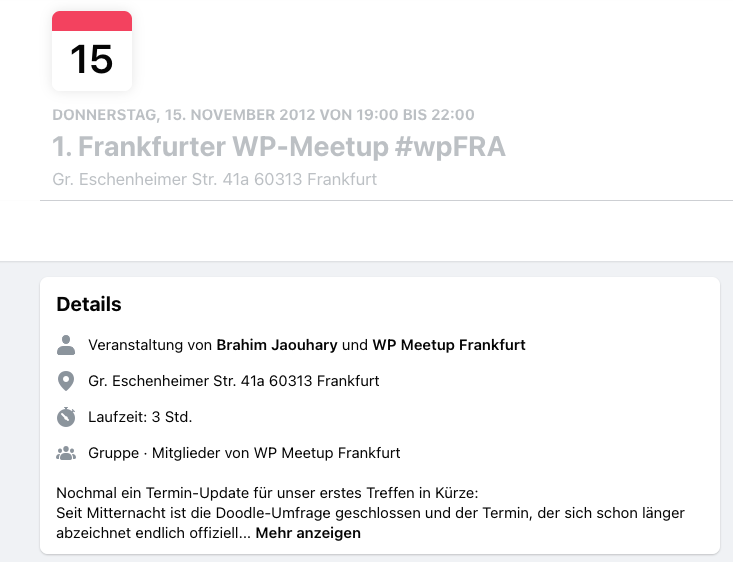 15
DONNERSTAG, 15. NOVEMBER 2012 VON 19:00 BIS 22:00
1. Frankfurter WP-Meetup #wpFRA
Gr. Eschenheimer Str. 41a 60313 Frankfurt
Details
Veranstaltung von Brahim Jaouhary und WP Meetup Frankfurt
Gr. Eschenheimer Str. 41a 60313 Frankfurt
Laufzeit: 3 Std.
Gruppe · Mitglieder von WP Meetup Frankfurt
Nochmal ein Termin-Update für unser erstes Treffen in Kürze:
Seit Mitternacht ist die Doodle-Umfrage geschlossen und der Termin, der sich schon länger
abzeichnet endlich offiziell... Mehr anzeigen